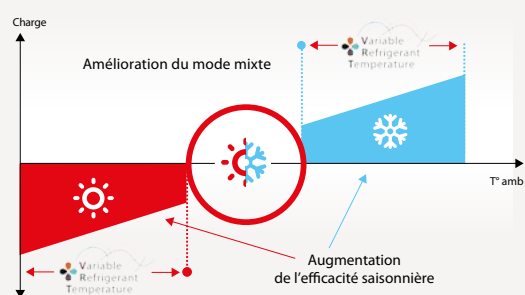 Charge
Variable
Refrigerant
Temperature
Amélioration du mode mixte
T° amb
Variable
Refrigerant
Temperature
Augmentation
de l'efficacité saisonnière